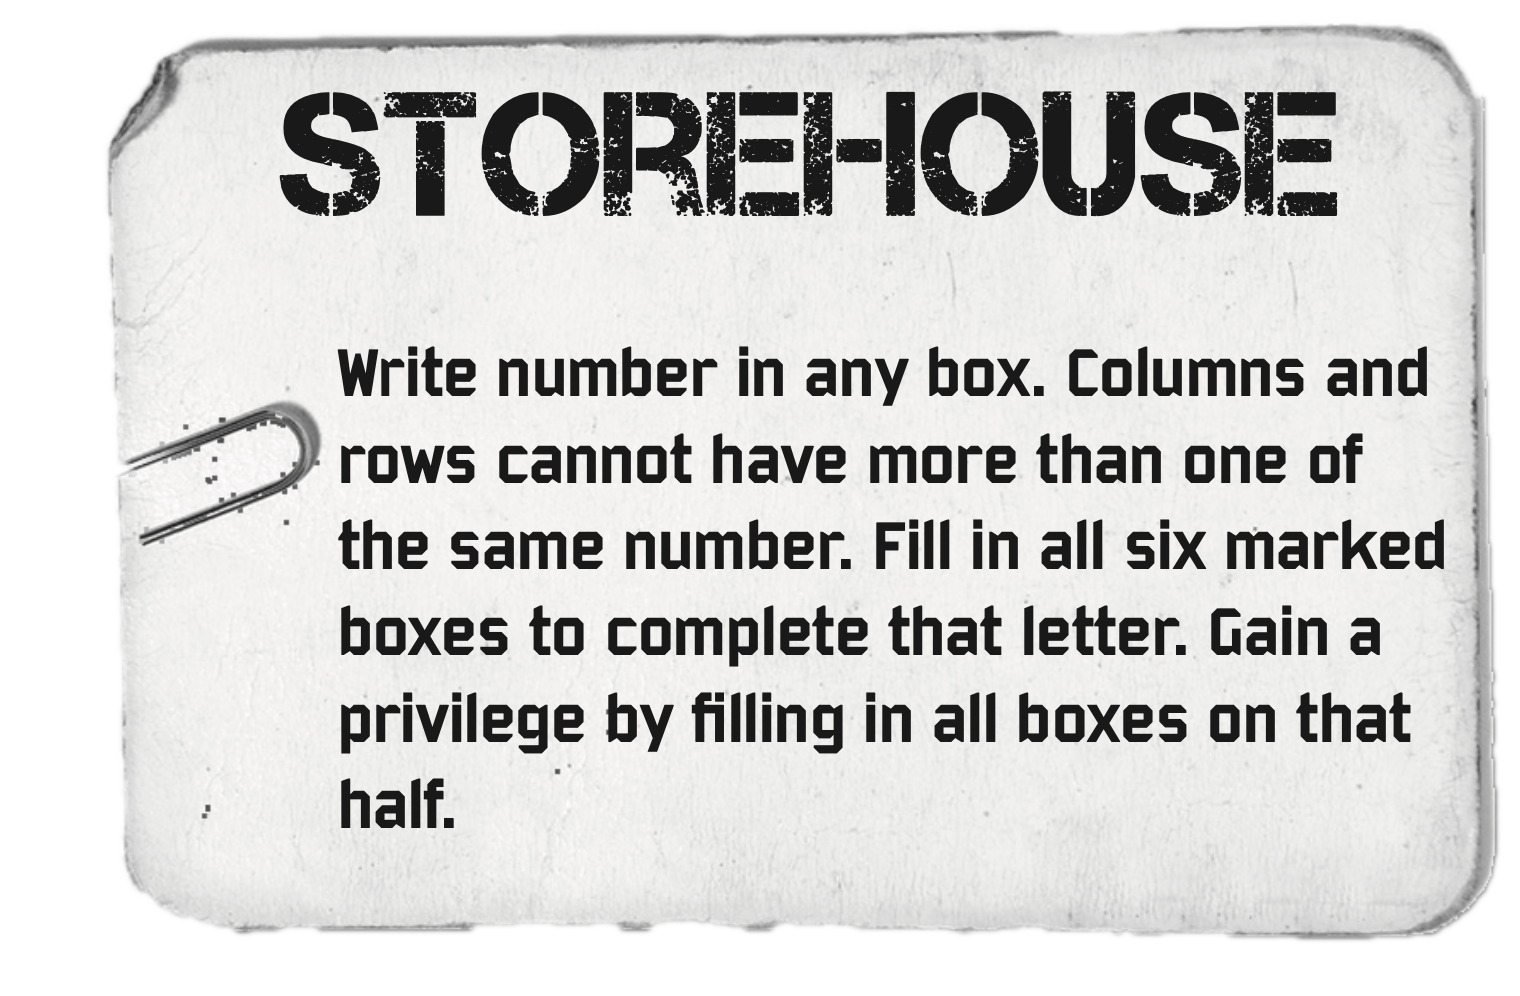 STOREHOUSE
Write number in any box. Columns and
rows cannot have more than one of
the same number. Fill in all six marked
boxes to complete that letter. Gain a
privilege by filling in all boxes on that
half.